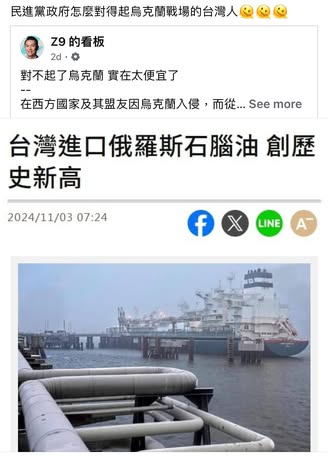 民進黨政府怎麼對得起烏克蘭戰場的台灣人🫠🫠🫠
Z9 的看板
2d
對不起了烏克蘭 實在太便宜了
--
在西方國家及其盟友因烏克蘭入侵，而從... See more
台灣進口俄羅斯石腦油 創歷
史新高
2024/11/03 07:24
LINE
A